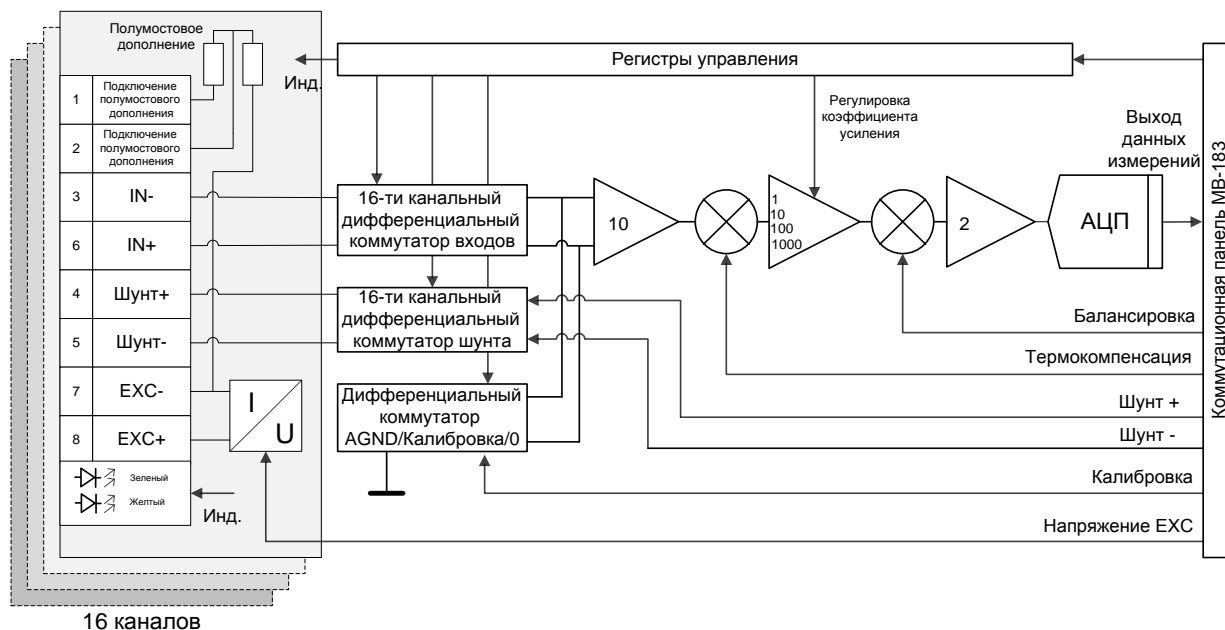 Полумостовое
дополнение
1
Подключение
полумостового
дополнения
2
Подключение
полумостового
дополнения
3
IN-
6
IN+
4
Шунт+
5
Шунт-
7
EXC-
8
EXC+
I
U
Зеленый
Желтый
Инд.
Инд.
16 каналов
Регистры управления
Регулировка
коэффициента
усиления
16-ти канальный
дифференциальный
коммутатор входов
16-ти канальный
дифференциальный
коммутатор шунта
Дифференциальный
коммутатор
AGND/Калибровка/0
10
1
10
100
1000
2
АЦП
Выход
данных
измерений
Балансировка
Термокомпенсация
Шунт +
Шунт -
Калибровка
Напряжение EXC
Коммутационная панель МВ-183